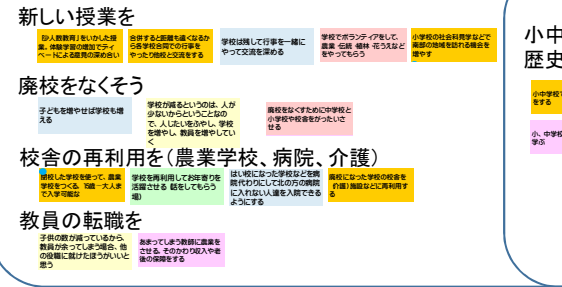 新しい授業を
「少人数教育」をいかした授
業、体験学習の増加でディ
ベートによる意見の深め合い
合併すると距離も遠くなるか
ら各学校合同での行事を
やったり他校と交流をする
学校は残して行事を一緒に
やって交流を深める
学校でボランティアをして、
農業 伝統 植林 花うえなど
をやってもらう
小学校の社会科見学などで
南部の地域を訪れる機会を
増やす
廃校をなくそう
子どもを増やせば学校も増
える
学校が減るというのは、人が
少ないからということなの
で、人口をふやし、学校
を増やし、教員を増やしてい
く
廃校をなくすために中学校と
小学校や校舎をがったいさ
せる
校舎の再利用を(農業学校、病院、介護)
閉校した学校を使って、農業
学校をつくる。15歳ー大人ま
で入学可能な
学校を再利用してお年寄りを
活躍させる 話をしてもらう
場)
はい校になった学校などを病
院代わりにして北の方の病院
に入れない人達を入院できる
ようにする
廃校になった学校の校舎を
(介護)施設などに再利用す
る
教員の転職を
子供の数が減っているから、
教員が余ってしまう場合、他
の役職に就けたほうがいいと
思う
あまってしまう教師に農業を
させる、そのかわり収入や老
後の保障をする
小中
歴史
小中学校で
をする
小、中学校
学ぶ